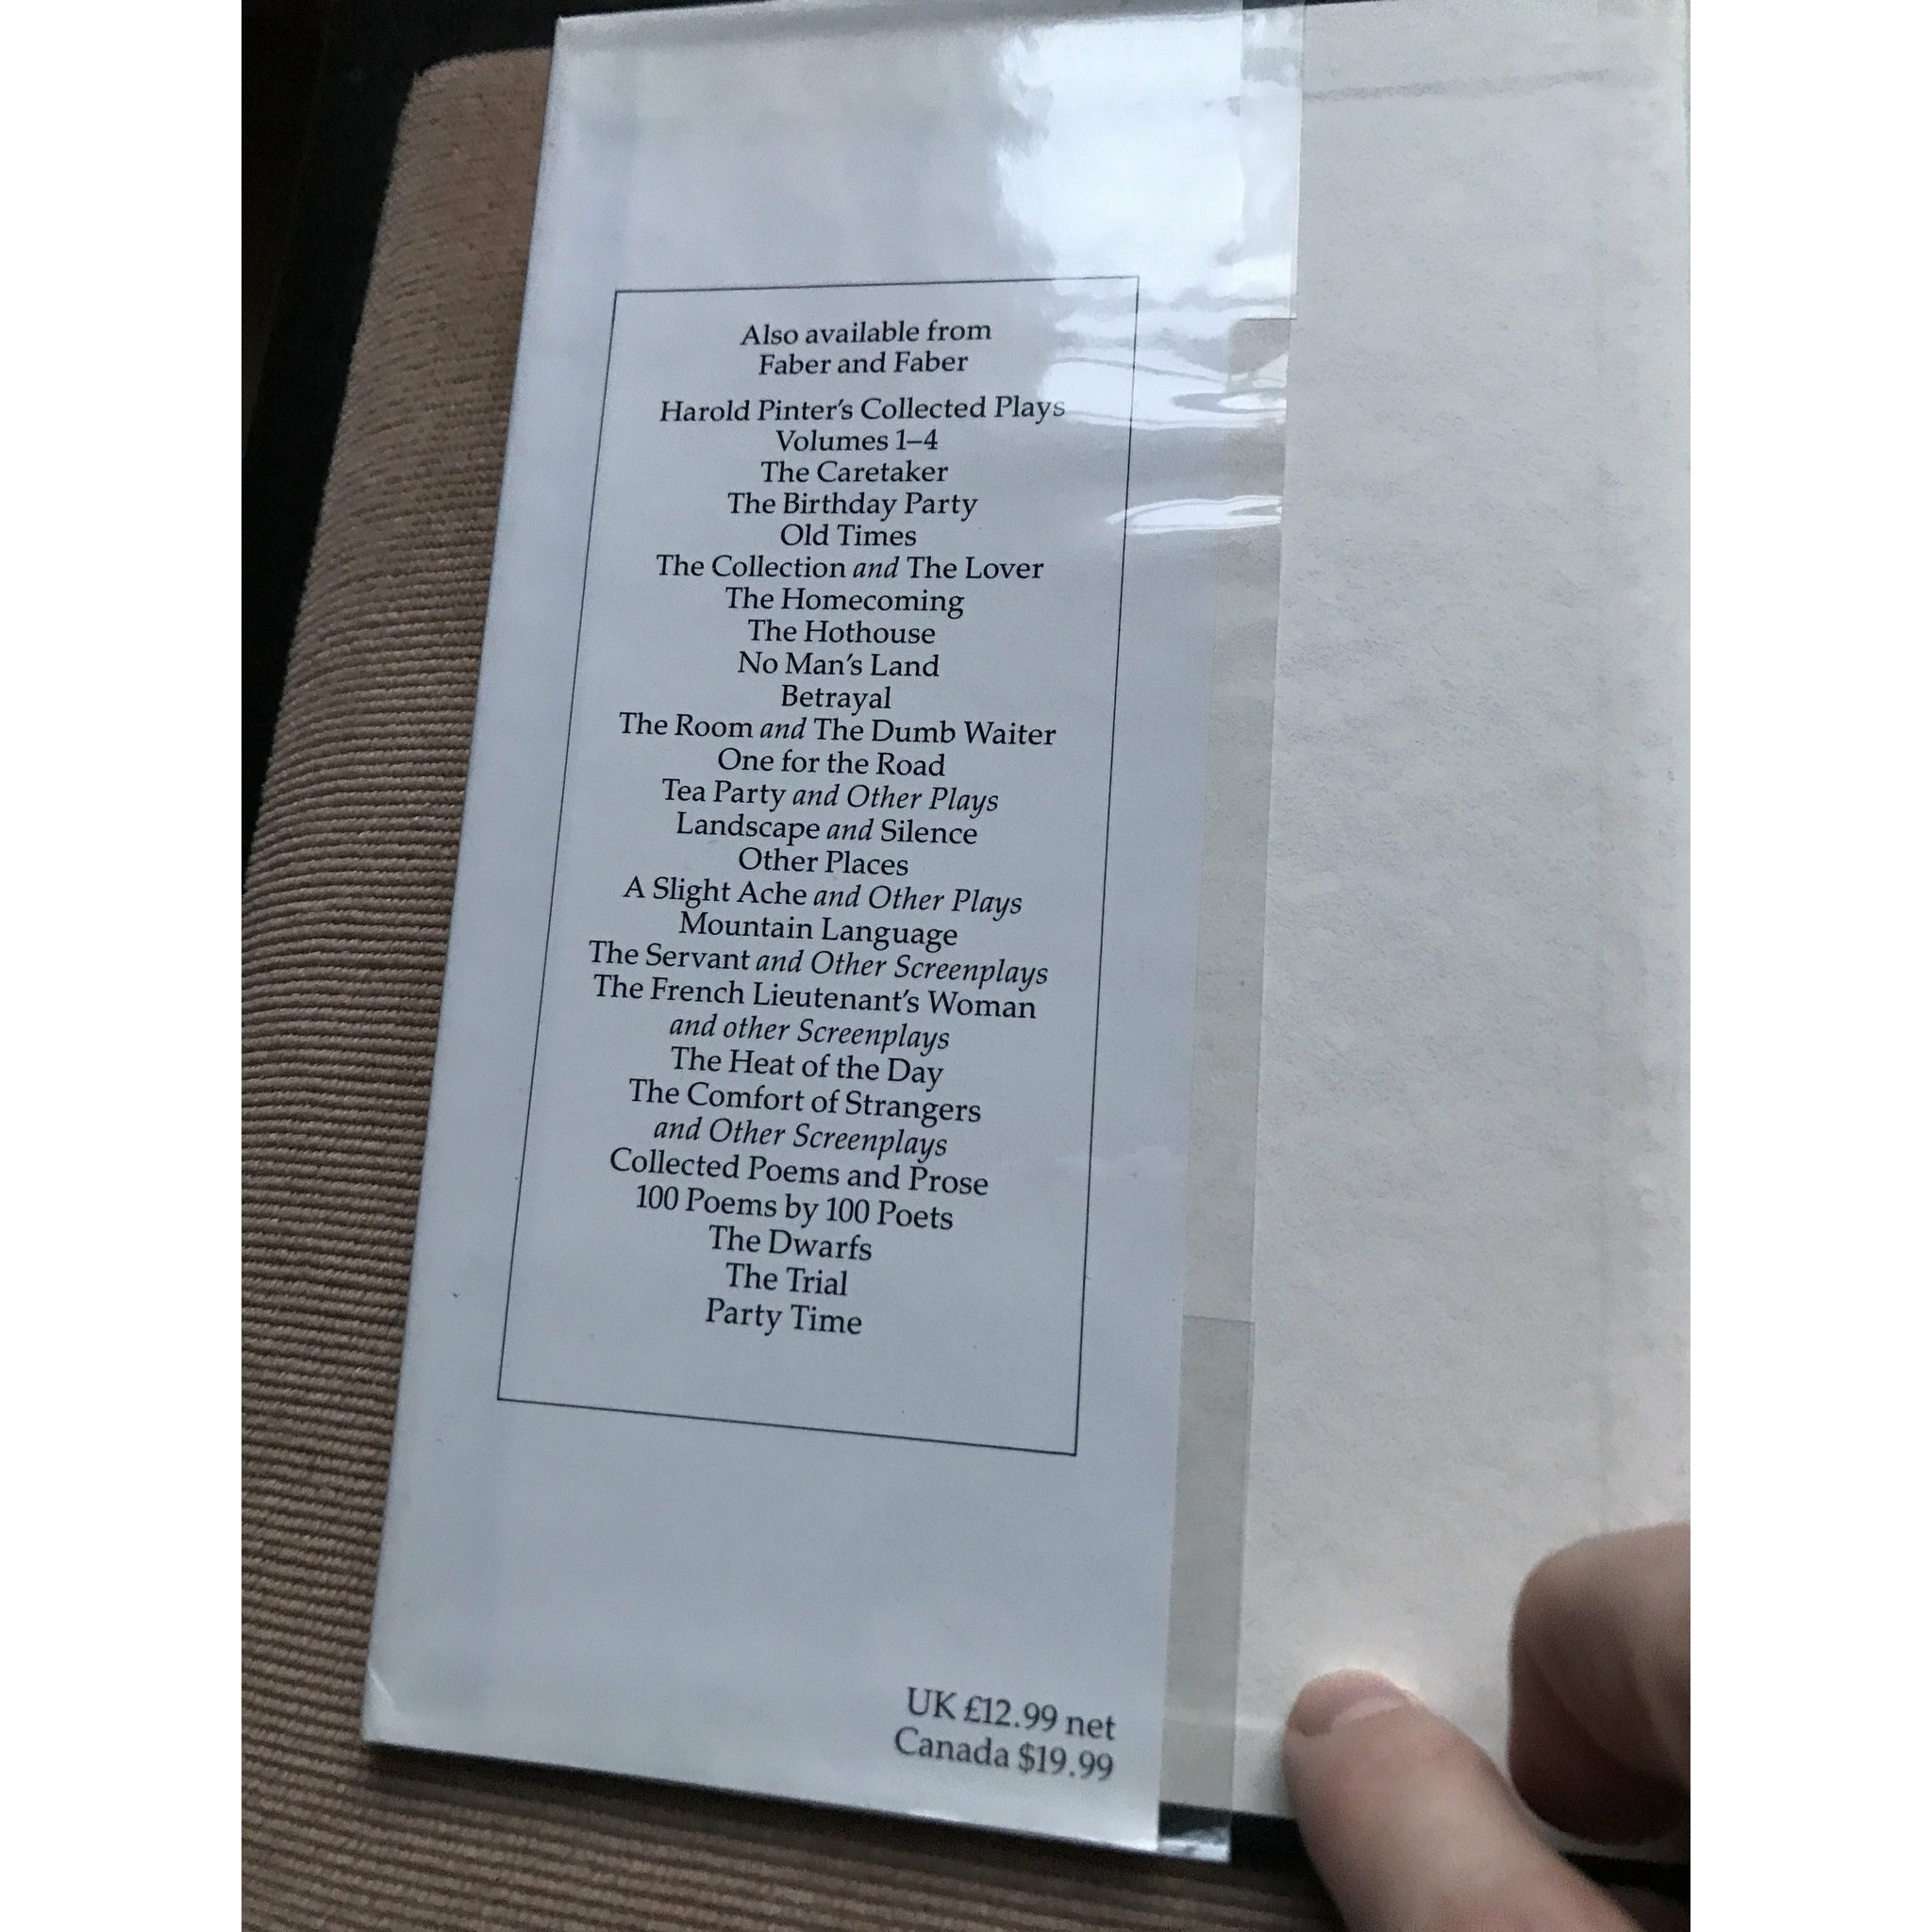 Also available from
Faber and Faber
Harold Pinter's Collected Plays
Volumes 1–4
The Caretaker
The Birthday Party
Old Times
The Collection and The Lover
The Homecoming
The Hothouse
No Man's Land
Betrayal
The Room and The Dumb Waiter
One for the Road
Tea Party and Other Plays
Landscape and Silence
Other Places
A Slight Ache and Other Plays
Mountain Language
The Servant and Other Screenplays
The French Lieutenant's Woman
and other Screenplays
The Heat of the Day
The Comfort of Strangers
and Other Screenplays
Collected Poems and Prose
100 Poems by 100 Poets
The Dwarfs
The Trial
Party Time
UK £12.99 net
Canada $19.99